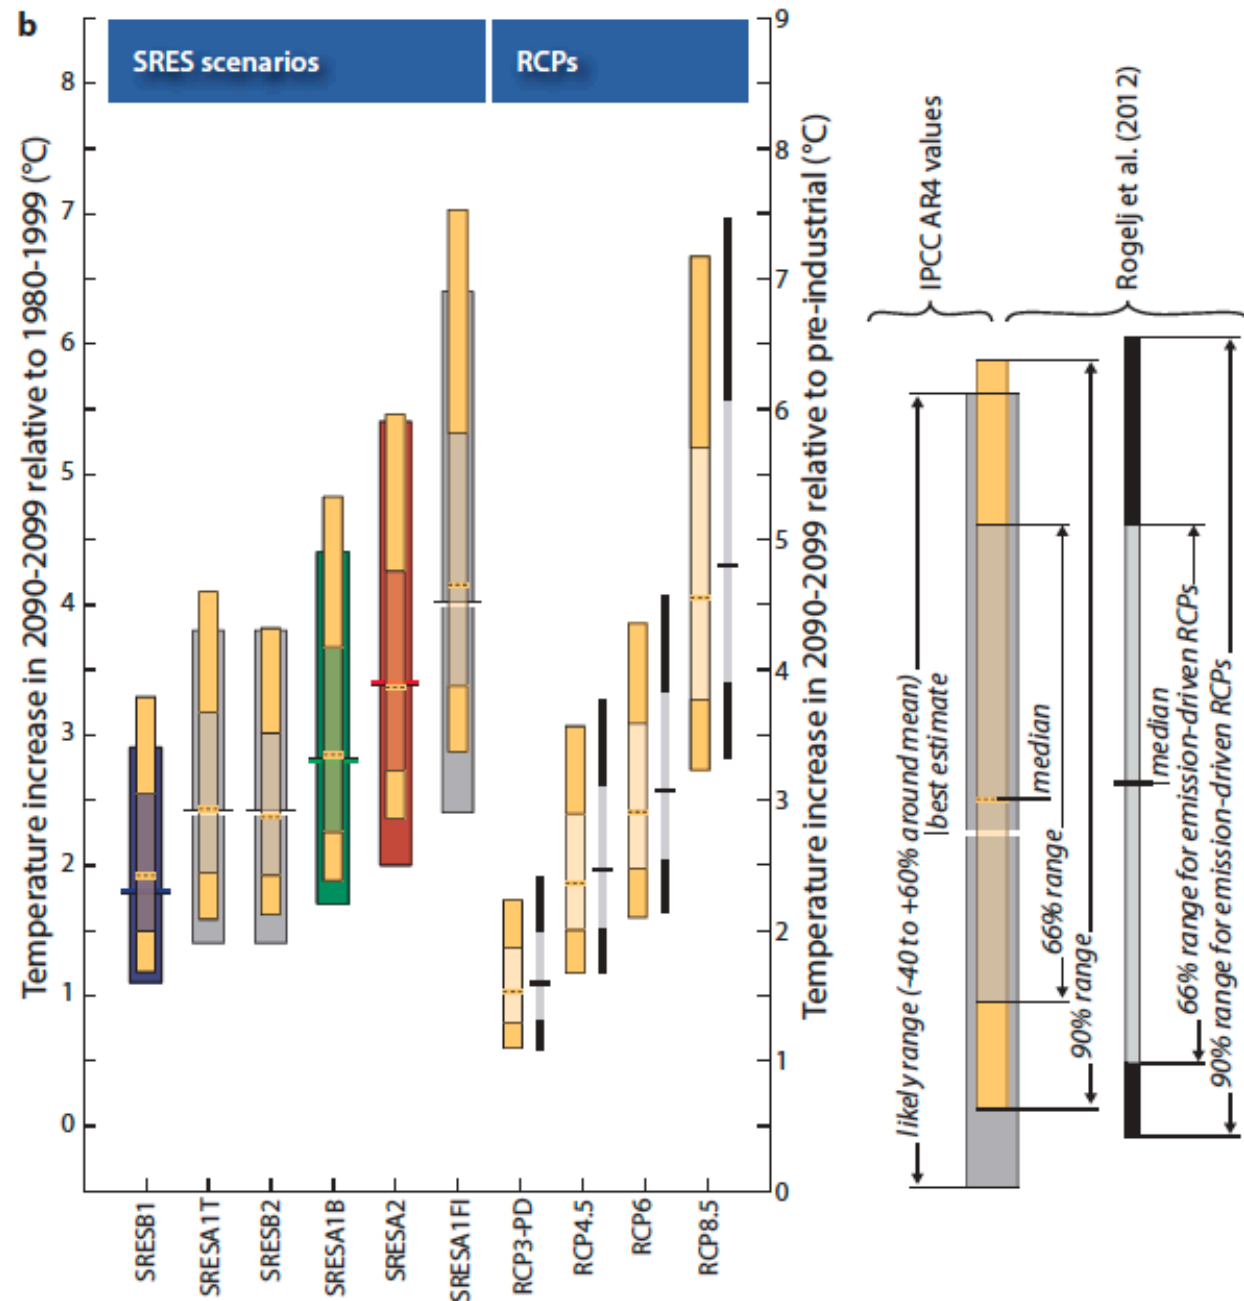 b
SRES scenarios
RCPs
Temperature increase in 2090-2099 relative to 1980-1999 (°C)
8
7
6
5
4
3
2
1
0
9
8
7
6
5
4
3
2
1
0
Temperature increase in 2090-2099 relative to pre-industrial (°C)
SRESB1
SRESA1T
SRESB2
SRESA1B
SRESA2
SRESA1FI
RCP3-PD
RCP4.5
RCP6
RCP8.5
IPCC AR4 values
Rogelj et al. (2012)
likely range (-40 to +60% around mean)
best estimate
median
66% range
90% range
median
66% range for emission-driven RCPs
90% range for emission-driven RCPs